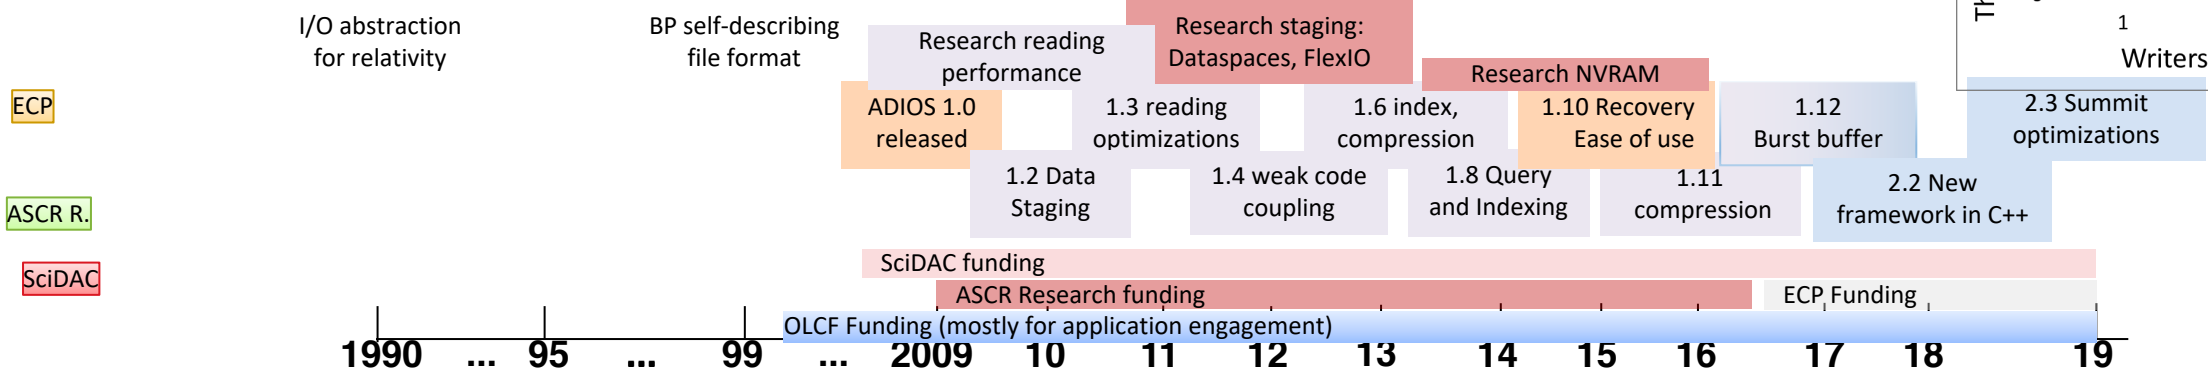 I/O abstraction
for relativity
BP self-describing
file format
Research reading
performance
Research staging:
Dataspaces, FlexIO
Research NVRAM
Th
1
Writers
ECP
ADIOS 1.0
released
1.3 reading
optimizations
1.6 index,
compression
1.10 Recovery
Ease of use
1.12
Burst buffer
2.3 Summit
optimizations
1.2 Data
Staging
1.4 weak code
coupling
1.8 Query
and Indexing
1.11
compression
2.2 New
framework in C++
ASCR R.
SciDAC
SciDAC funding
ASCR Research funding
ECP Funding
OLCF Funding (mostly for application engagement)
1990 ... 95 ... 99 ... 2009 10 11 12 13 14 15 16 17 18 19